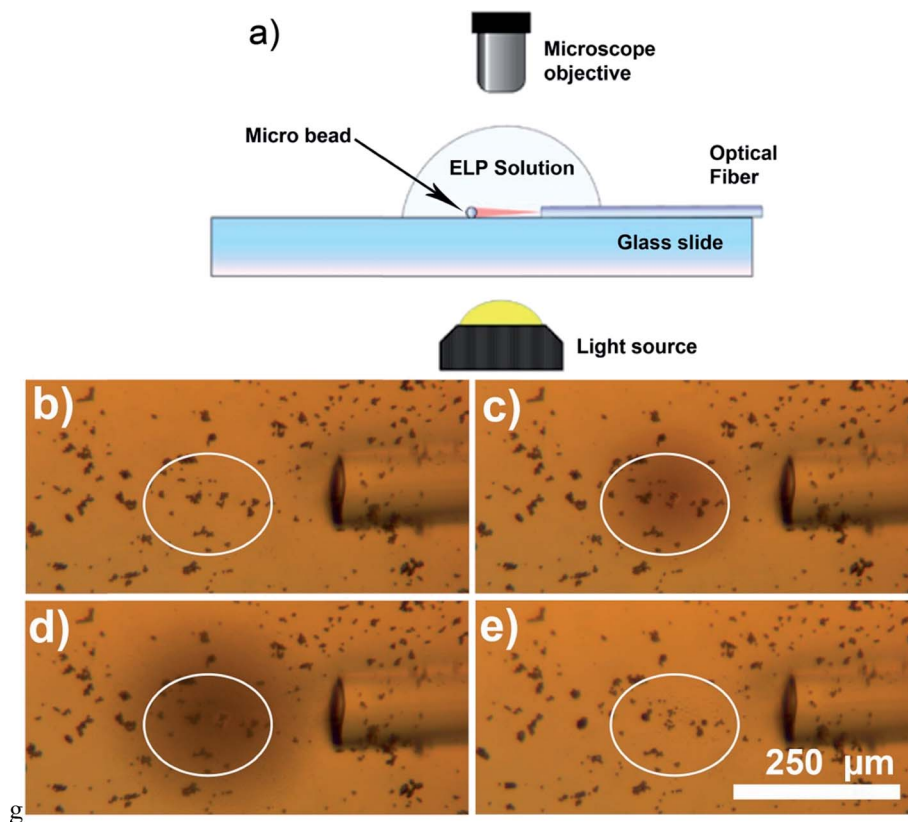 a)
Microscope
objective
Micro bead
ELP Solution
Optical
Fiber
Glass slide
Light source
b)
c)
d)
e)
250 µm
g